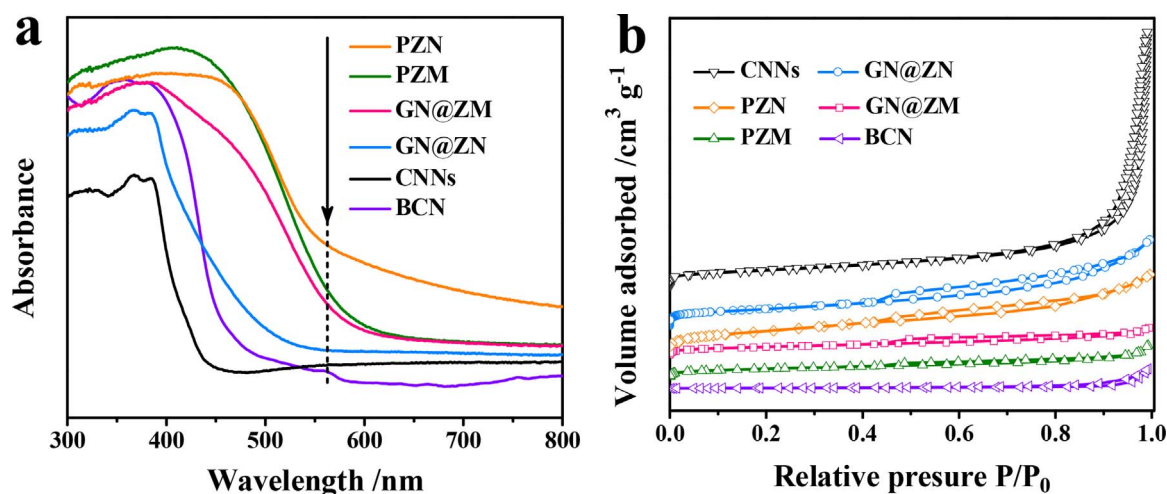 a
PZN
PZM
GN@ZM
GN@ZN
CNNs
BCN
Absorbance
300 400 500 600 700 800
Wavelength /nm
b
CNNs GN@ZN
PZN GN@ZM
PZM BCN
Volume adsorbed /cm³ g⁻¹
0.0 0.2 0.4 0.6 0.8 1.0
Relative presure P/P₀